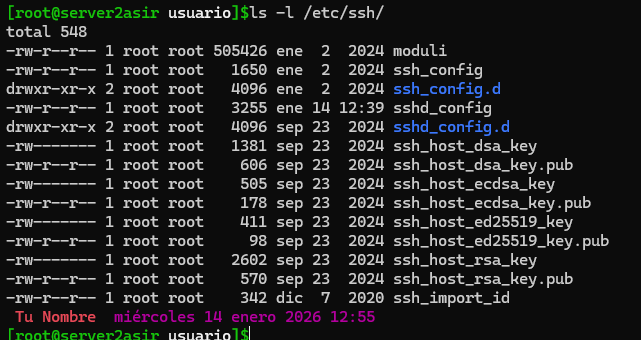 [root@server2asir usuario]$ls -l /etc/ssh/
total 548
-rw-r--r-- 1 root root 505426 ene  2  2024 moduli
-rw-r--r-- 1 root root   1650 ene  2  2024 ssh_config
drwxr-xr-x 2 root root   4096 ene  2  2024 ssh_config.d
-rw-r--r-- 1 root root   3255 ene 14 12:39 sshd_config
drwxr-xr-x 2 root root   4096 sep 23  2024 sshd_config.d
-rw------- 1 root root   1381 sep 23  2024 ssh_host_dsa_key
-rw-r--r-- 1 root root    606 sep 23  2024 ssh_host_dsa_key.pub
-rw------- 1 root root    505 sep 23  2024 ssh_host_ecdsa_key
-rw-r--r-- 1 root root    178 sep 23  2024 ssh_host_ecdsa_key.pub
-rw------- 1 root root    411 sep 23  2024 ssh_host_ed25519_key
-rw-r--r-- 1 root root     98 sep 23  2024 ssh_host_ed25519_key.pub
-rw------- 1 root root   2602 sep 23  2024 ssh_host_rsa_key
-rw-r--r-- 1 root root    570 sep 23  2024 ssh_host_rsa_key.pub
-rw-r--r-- 1 root root    342 dic  7  2020 ssh_import_id
Tu Nombre  miércoles 14 enero 2026 12:55
[root@server2asir usuario]$